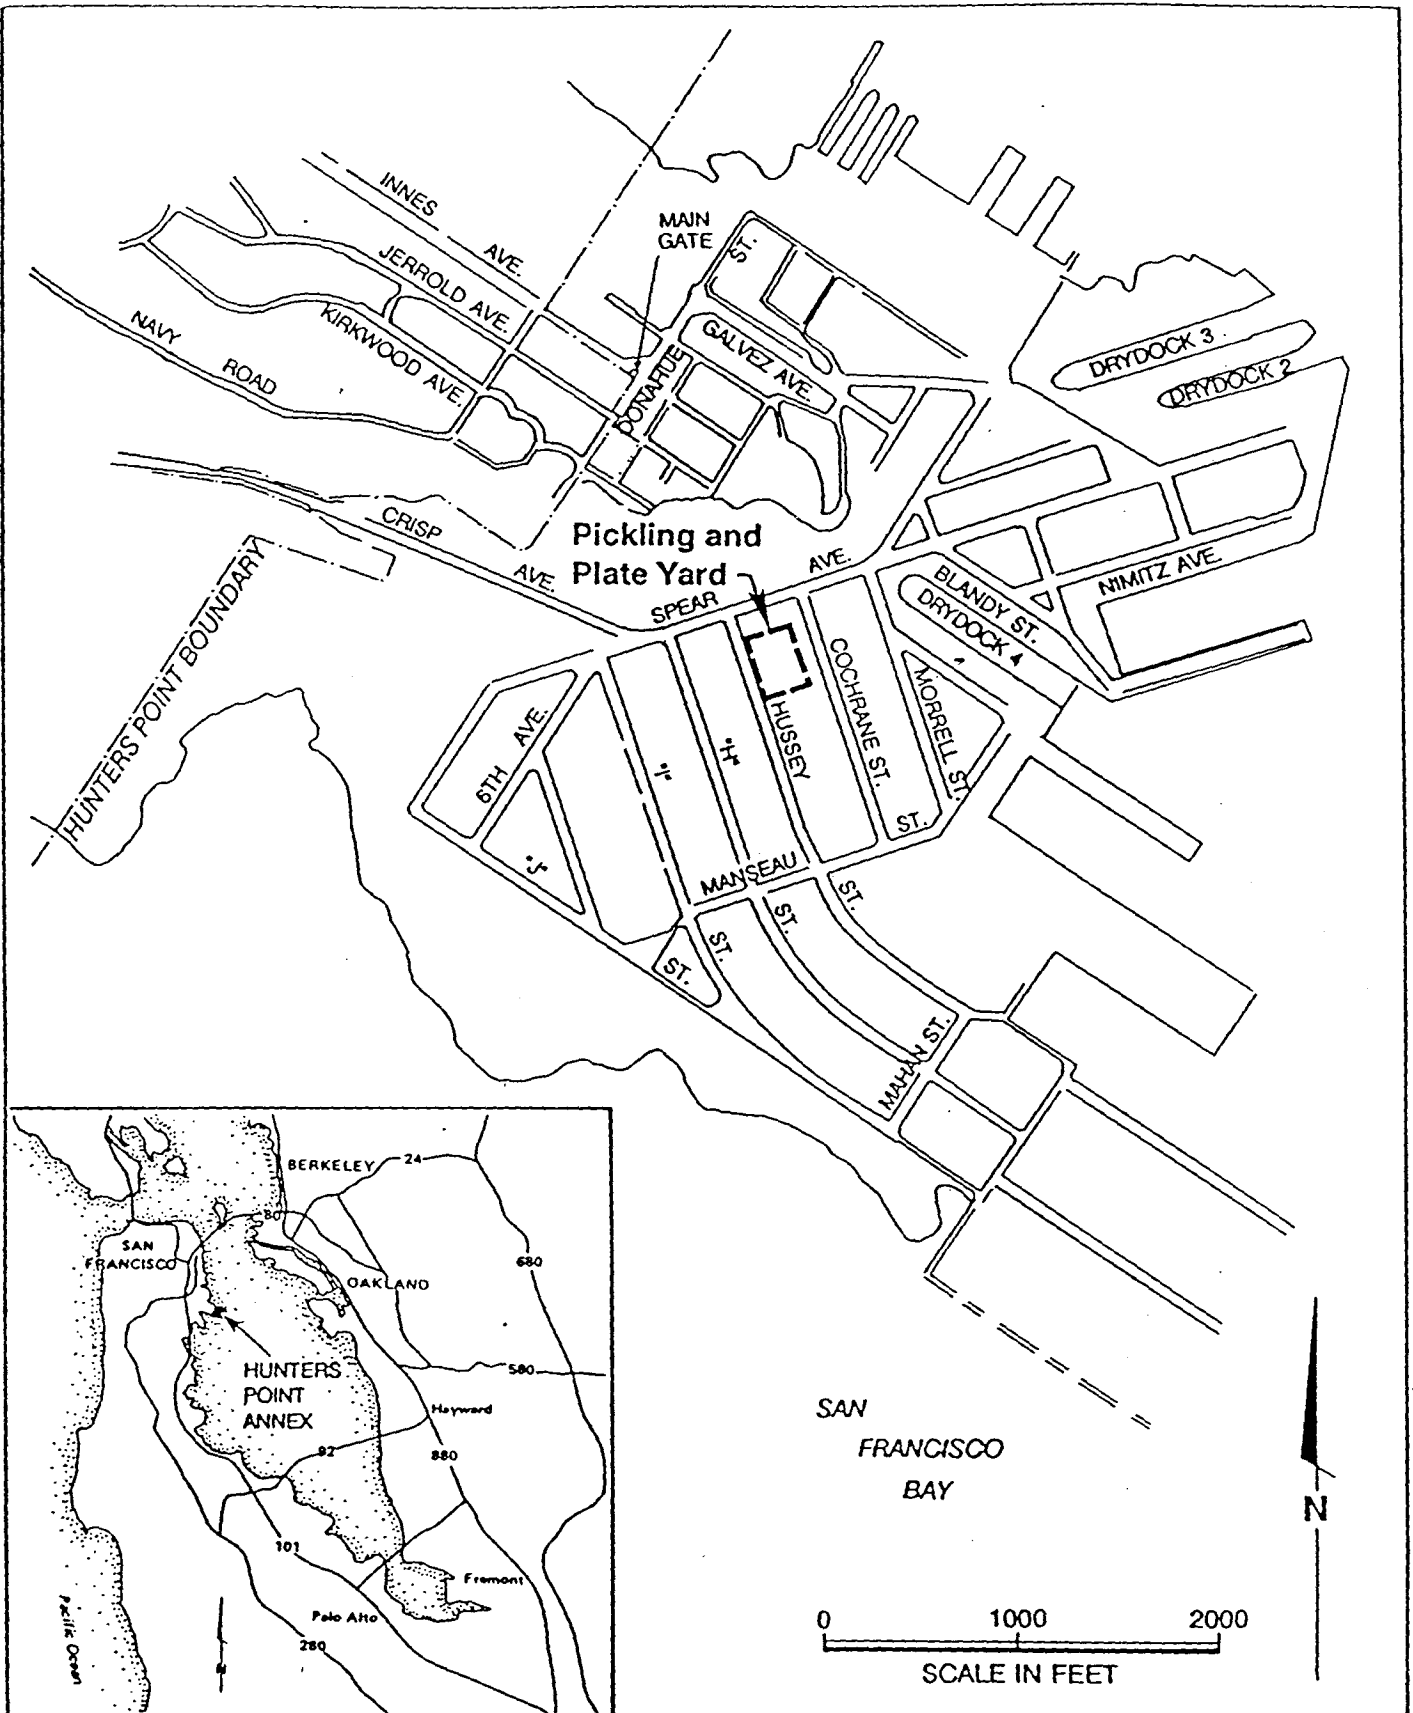 INNES
AVE.
MAIN
GATE
ST.
JERROLD AVE.
KIRKWOOD AVE.
NAVY
ROAD
DONAHUE
GALVEZ AVE.
DRYDOCK 3
DRYDOCK 2
CRISP
AVE.
Pickling and
Plate Yard
SPEAR
AVE.
BLANDY ST.
DRYDOCK 4
NIMITZ AVE.
HUNTERS POINT BOUNDARY
6TH
AVE.
"J"
"I"
"H"
HUSSEY
COCHRANE ST.
MORRELL ST.
MANSEAU
ST.
ST.
ST.
ST.
ST.
MAHAN ST.
BERKELEY
24
80
SAN
FRANCISCO
OAKLAND
680
580
HUNTERS
POINT
ANNEX
Hayward
92
880
101
Fremont
Palo Alto
280
Pacific Ocean
N
SAN
FRANCISCO
BAY
N
0 1000 2000
SCALE IN FEET